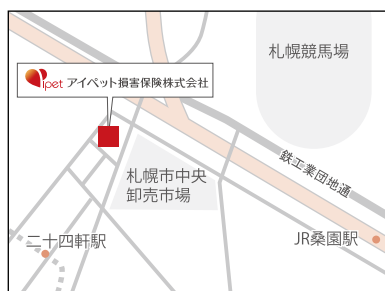 札幌競馬場
ipet アイペット損害保険株式会社
鉄工業団地通
札幌市中央
卸売市場
二十四軒駅
JR桑園駅